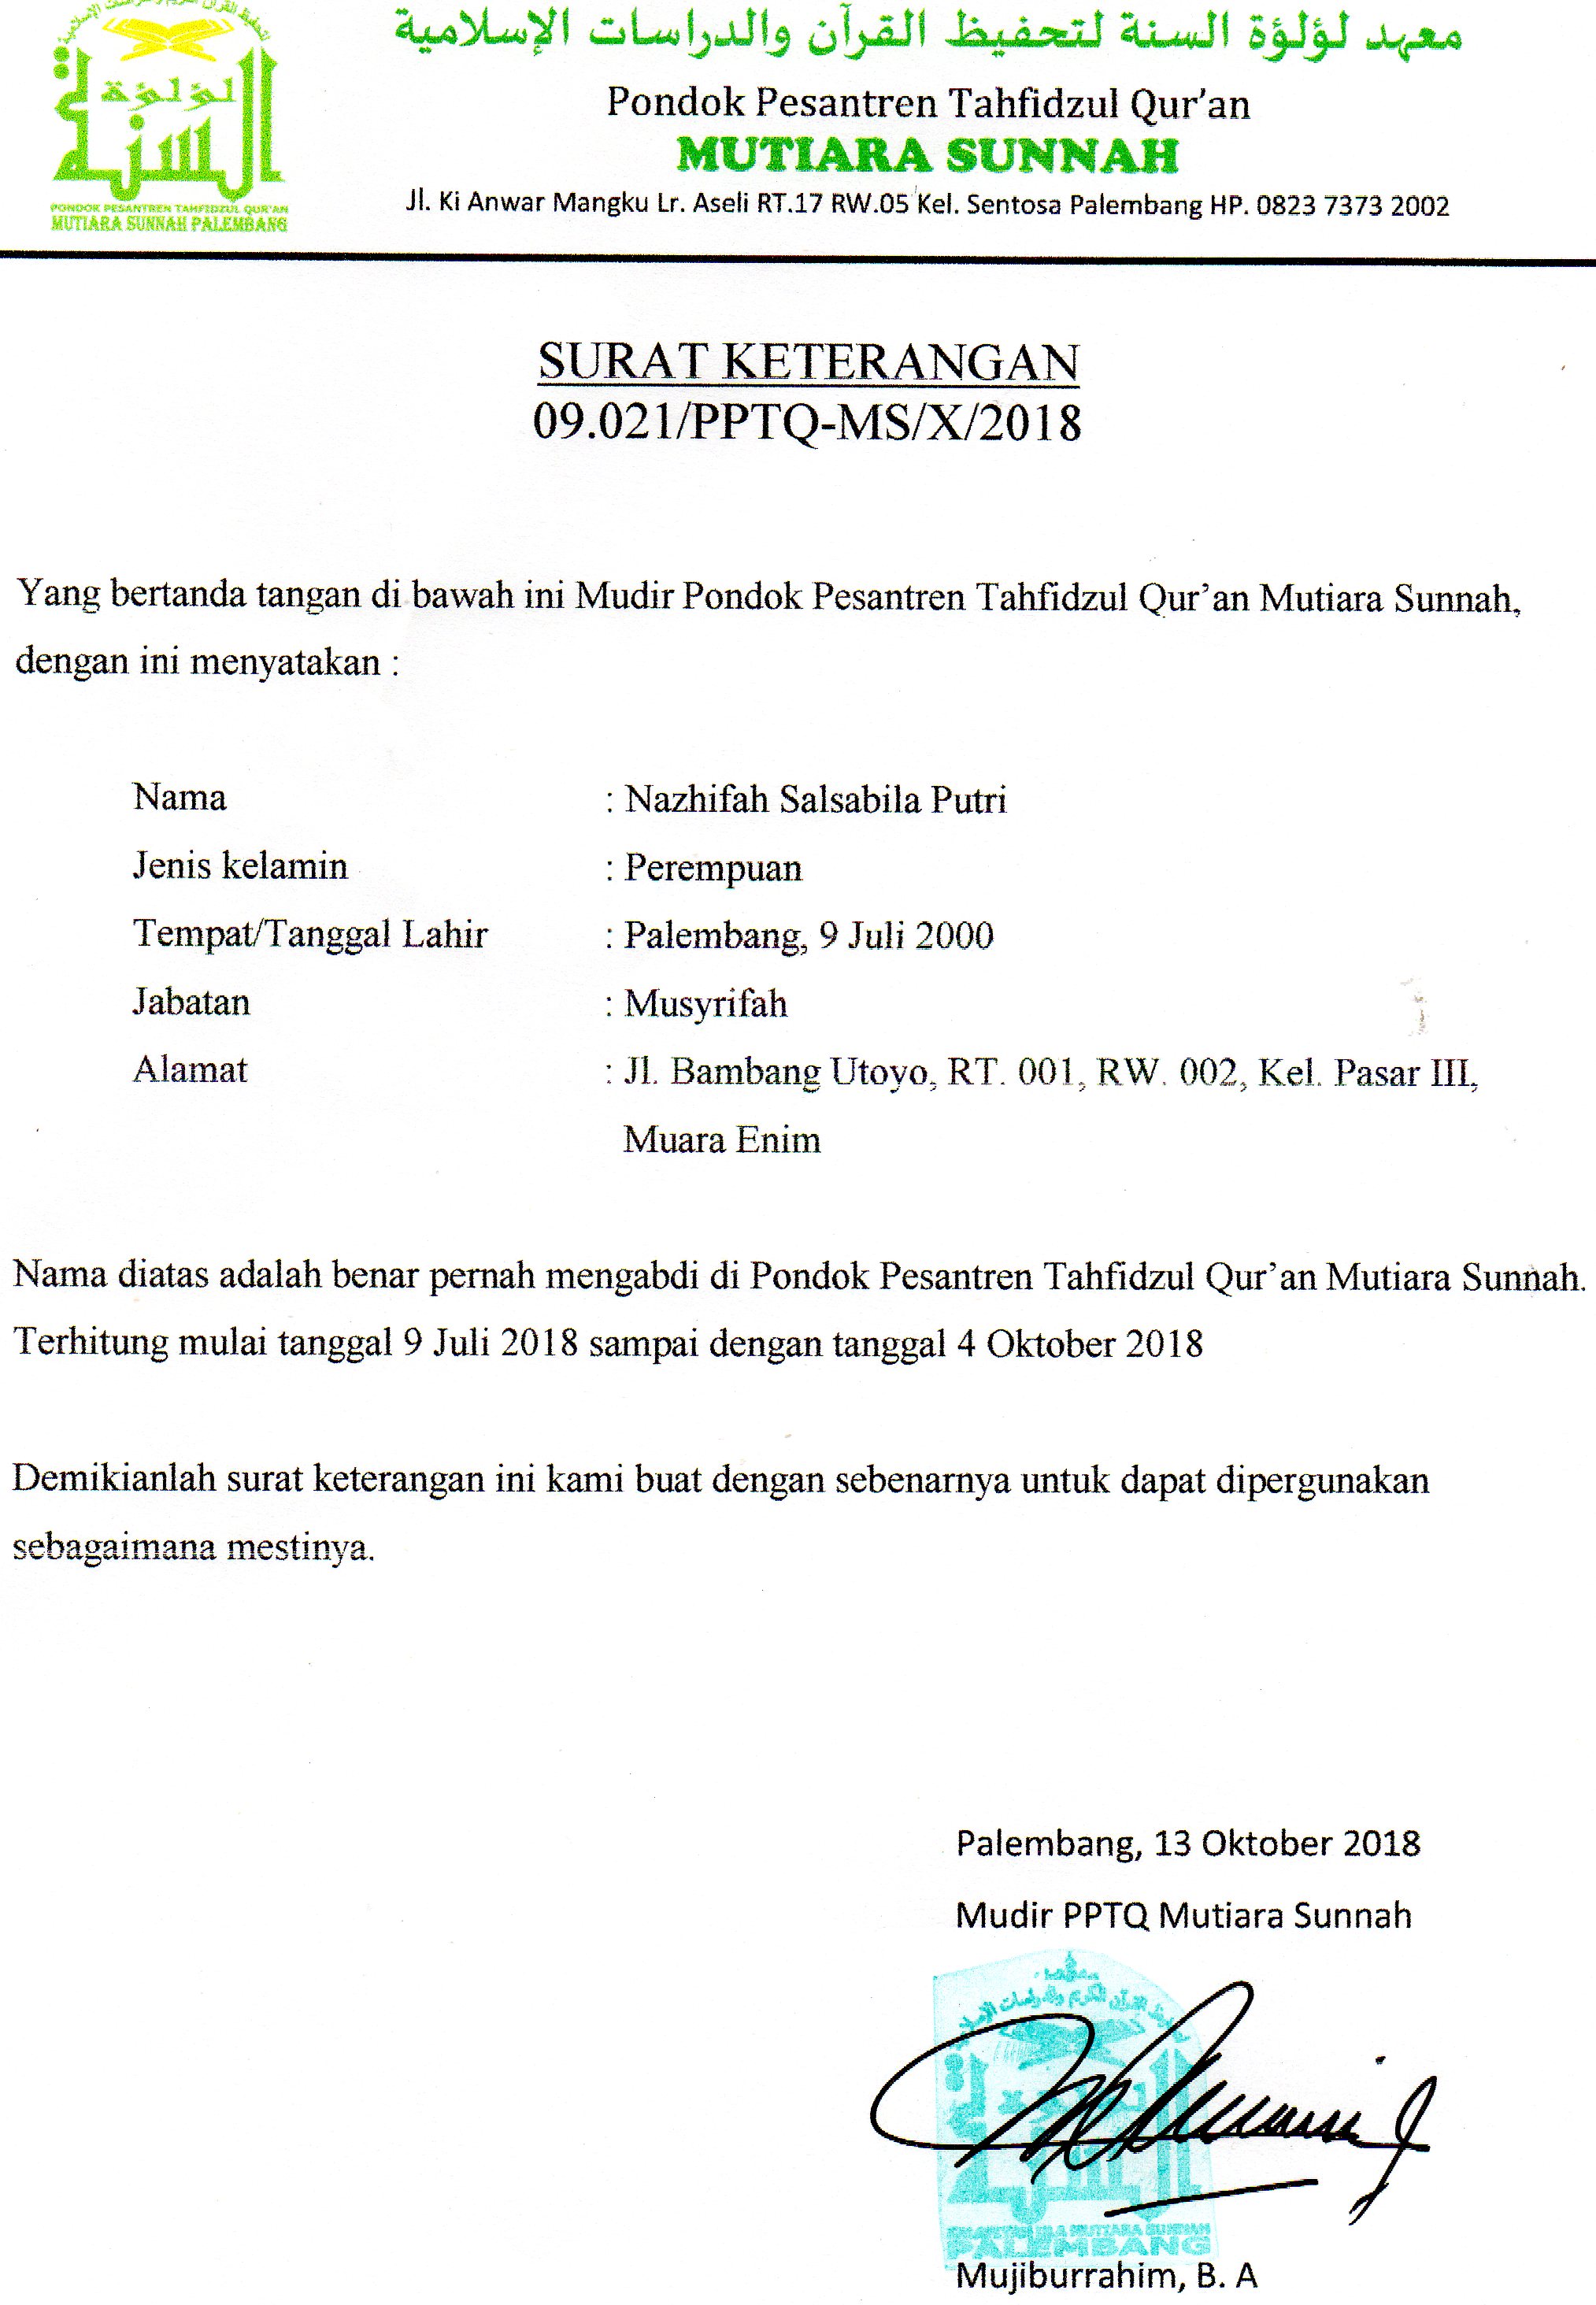 معهد لؤلؤة السنة لتحفيظ القرآن والدراسات الإسلامية
Pondok Pesantren Tahfidzul Qur’an
MUTIARA SUNNAH
Jl. Ki Anwar Mangku Lr. Aseli RT.17 RW.05 Kel. Sentosa Palembang HP. 0823 7373 2002
لؤلؤة
السنة
PONDOK PESANTREN TAHFIDZUL QUR'AN
MUTIARA SUNNAH PALEMBANG
SURAT KETERANGAN
09.021/PPTQ-MS/X/2018
Yang bertanda tangan di bawah ini Mudir Pondok Pesantren Tahfidzul Qur’an Mutiara Sunnah,
dengan ini menyatakan :
Nama : Nazhifah Salsabila Putri
Jenis kelamin : Perempuan
Tempat/Tanggal Lahir : Palembang, 9 Juli 2000
Jabatan : Musyrifah
Alamat : Jl. Bambang Utoyo, RT. 001, RW. 002, Kel. Pasar III,
Muara Enim
Nama diatas adalah benar pernah mengabdi di Pondok Pesantren Tahfidzul Qur’an Mutiara Sunnah.
Terhitung mulai tanggal 9 Juli 2018 sampai dengan tanggal 4 Oktober 2018
Demikianlah surat keterangan ini kami buat dengan sebenarnya untuk dapat dipergunakan
sebagaimana mestinya.
Palembang, 13 Oktober 2018
Mudir PPTQ Mutiara Sunnah
MUTIARA SUNNAH
PALEMBANG
Mujiburrahim, B. A